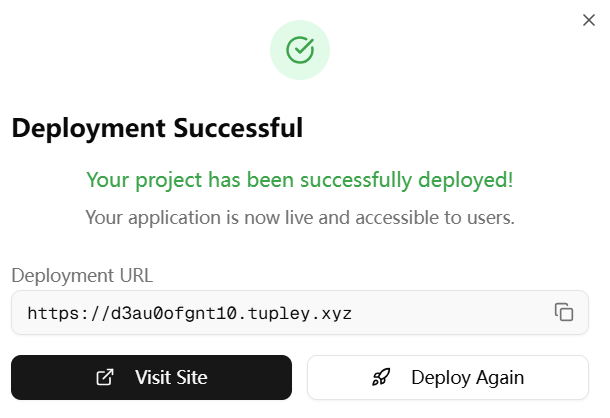 Deployment Successful
Your project has been successfully deployed!
Your application is now live and accessible to users.
Deployment URL
https://d3au0ofgnt10.tupley.xyz
Visit Site
Deploy Again